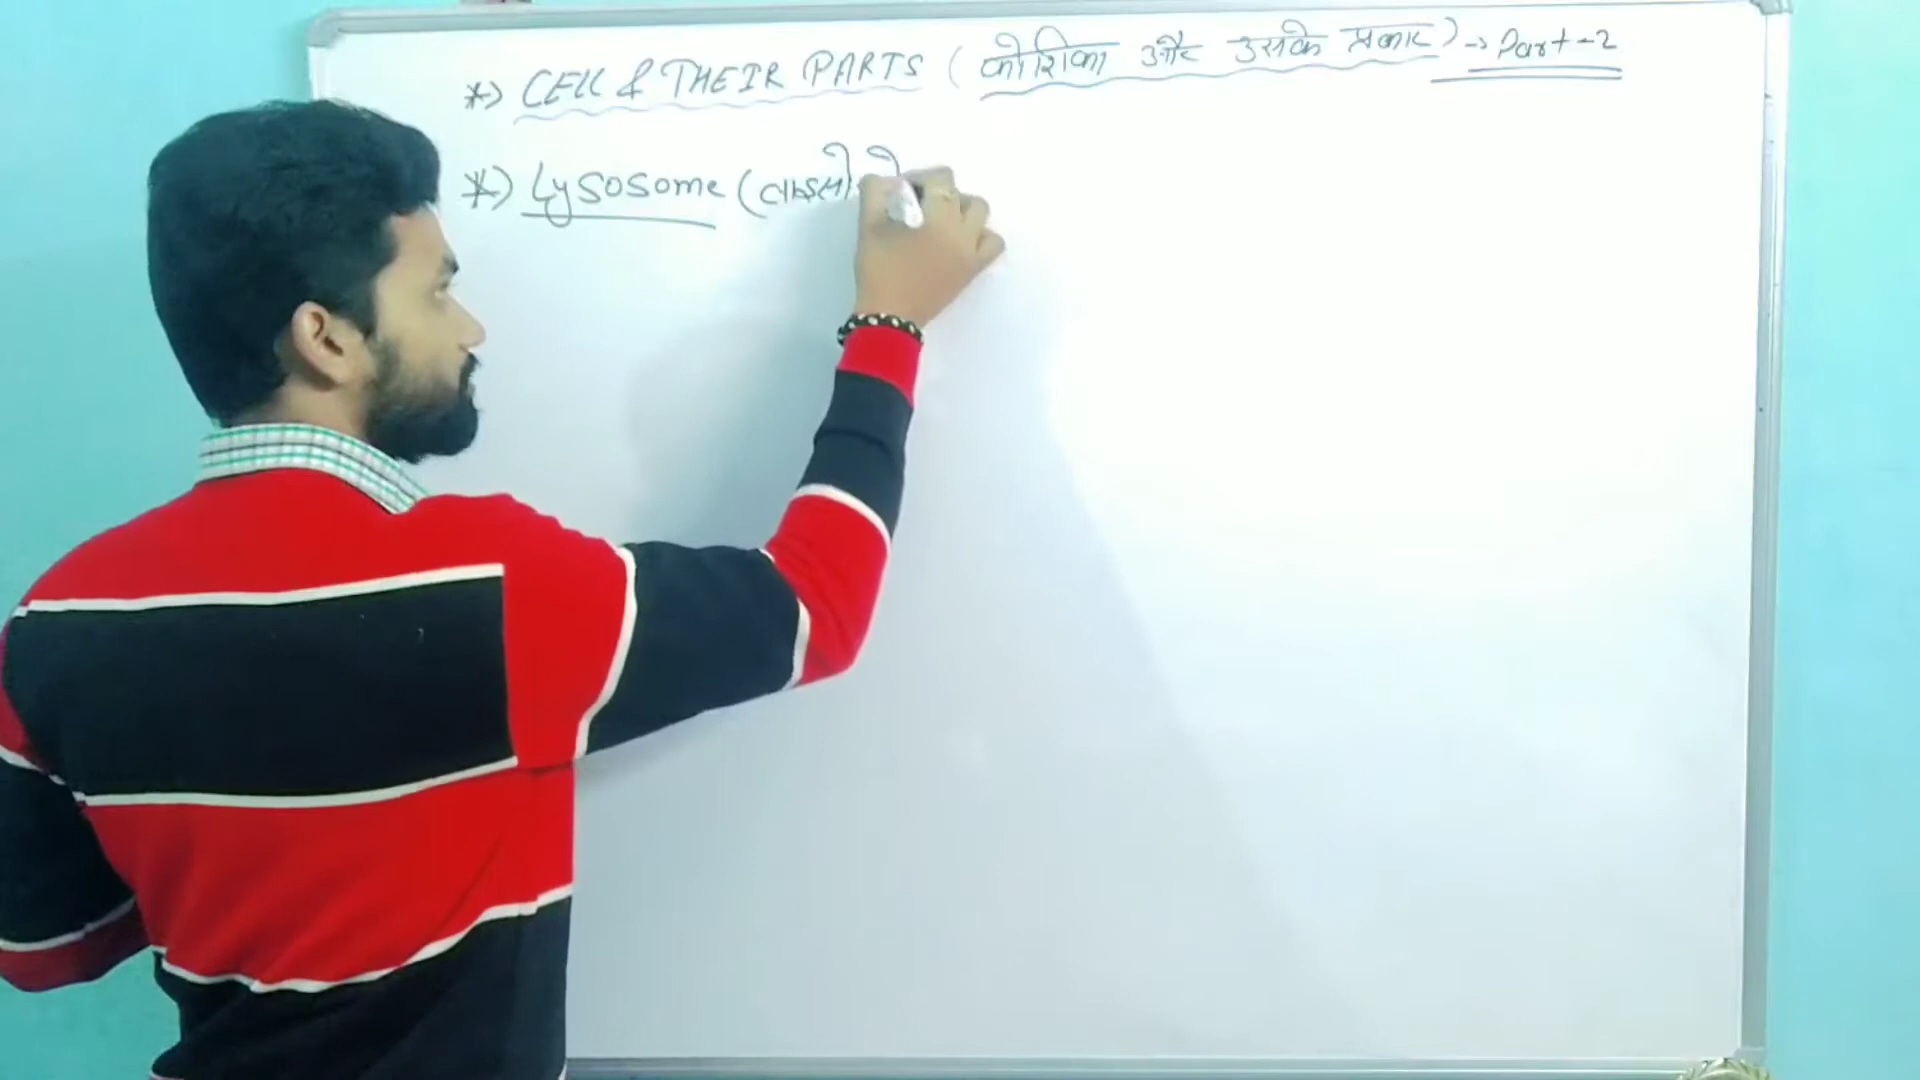 *) CELL & THEIR PARTS (कोशिका और उसके प्रकार) -> Part-2
*) Lysosome (लाइसो